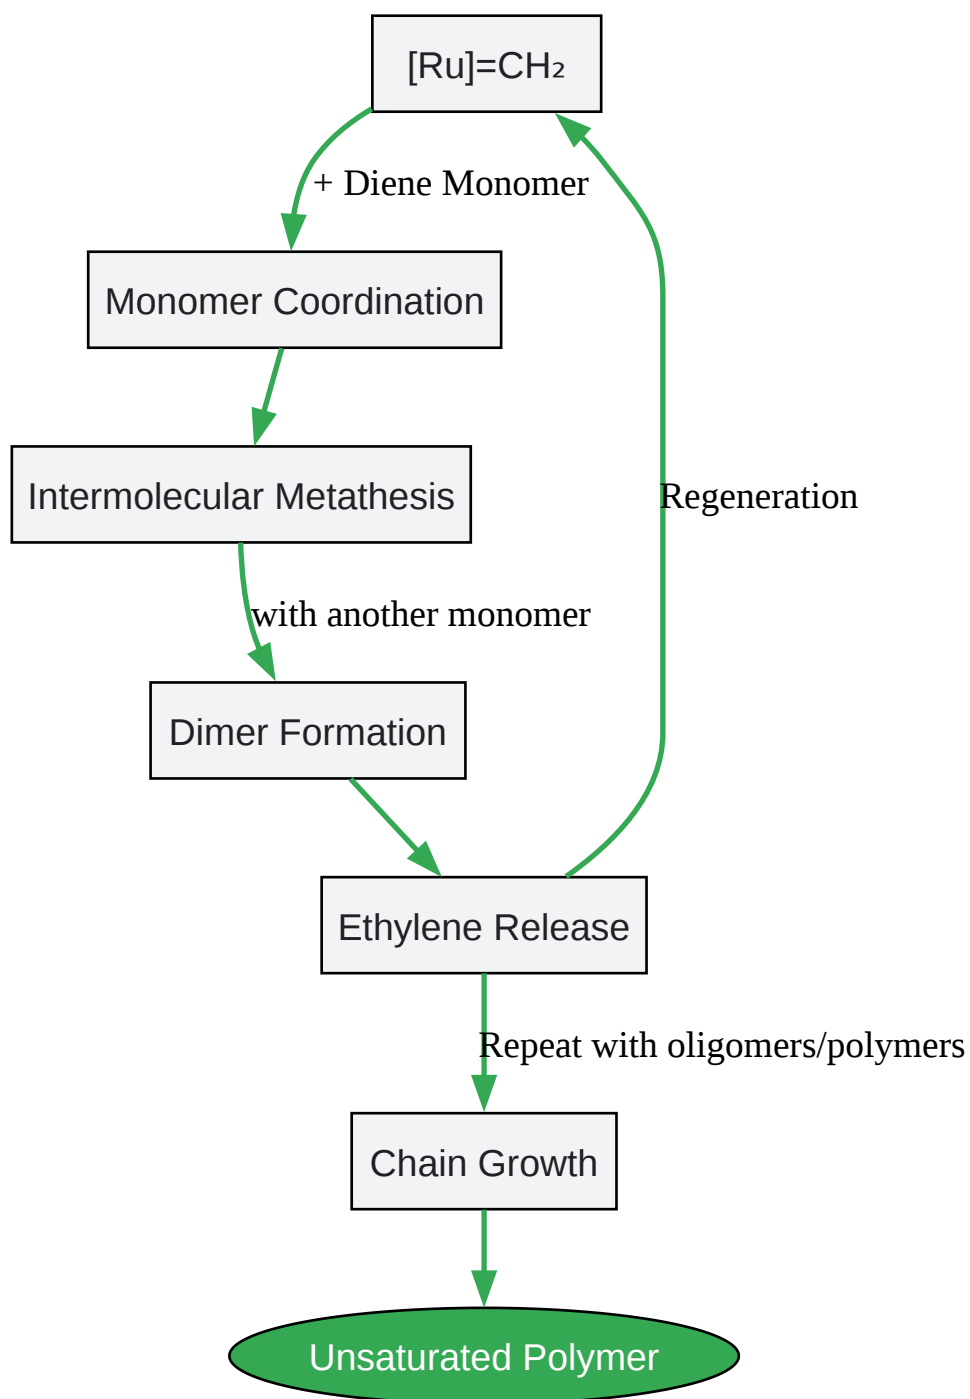 [Ru]=CH₂
+ Diene Monomer
Monomer Coordination
Intermolecular Metathesis
Regeneration
with another monomer
Dimer Formation
Ethylene Release
Repeat with oligomers/polymers
Chain Growth
Unsaturated Polymer